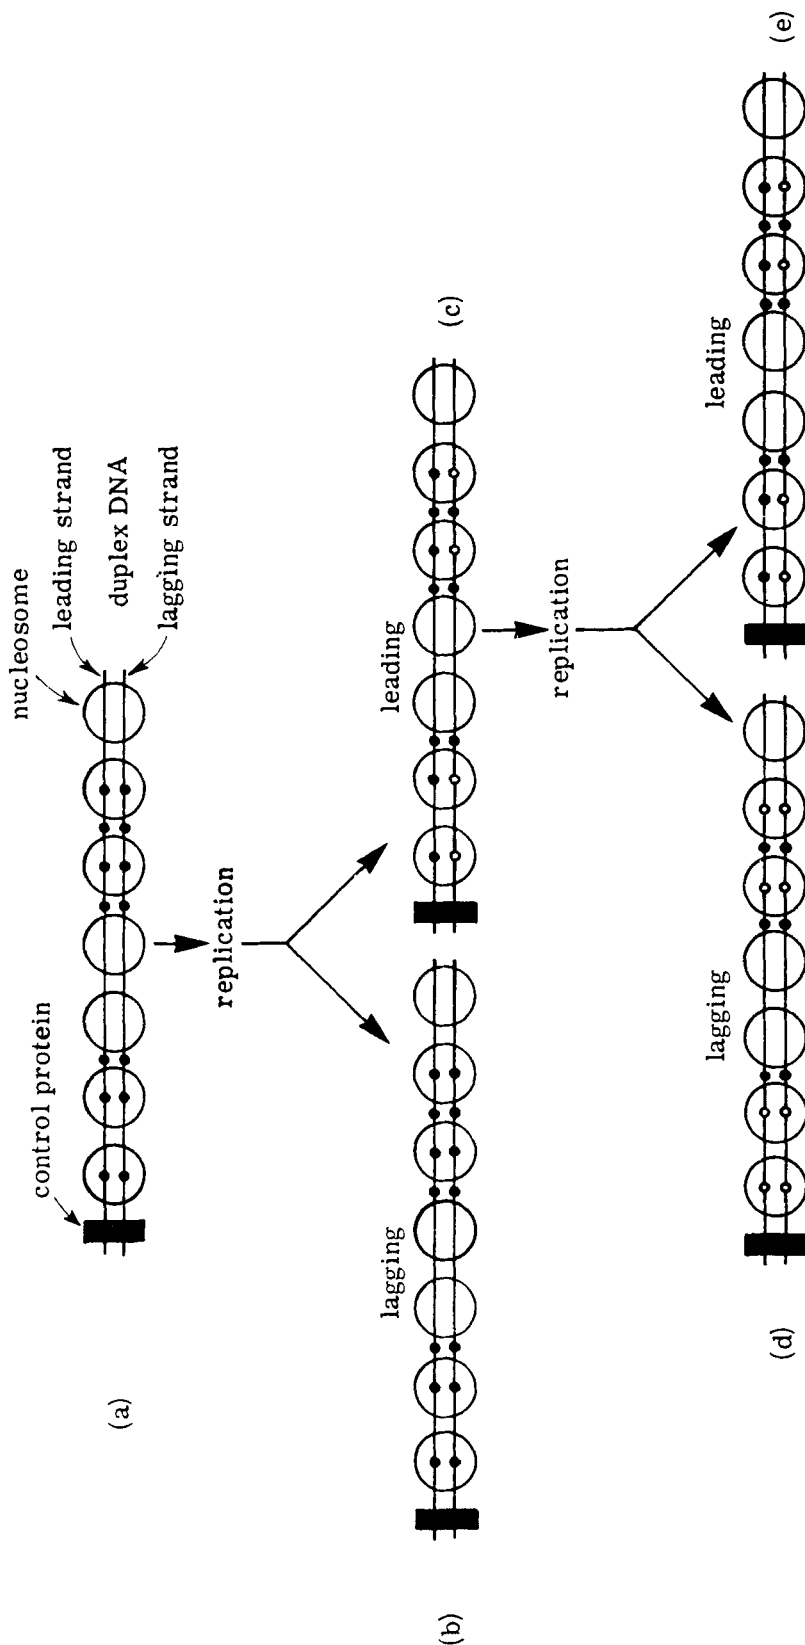 nucleosome
leading strand
duplex DNA
lagging strand
control protein
(a)
replication
lagging
leading
(b)
(c)
replication
lagging
leading
(d)
(e)